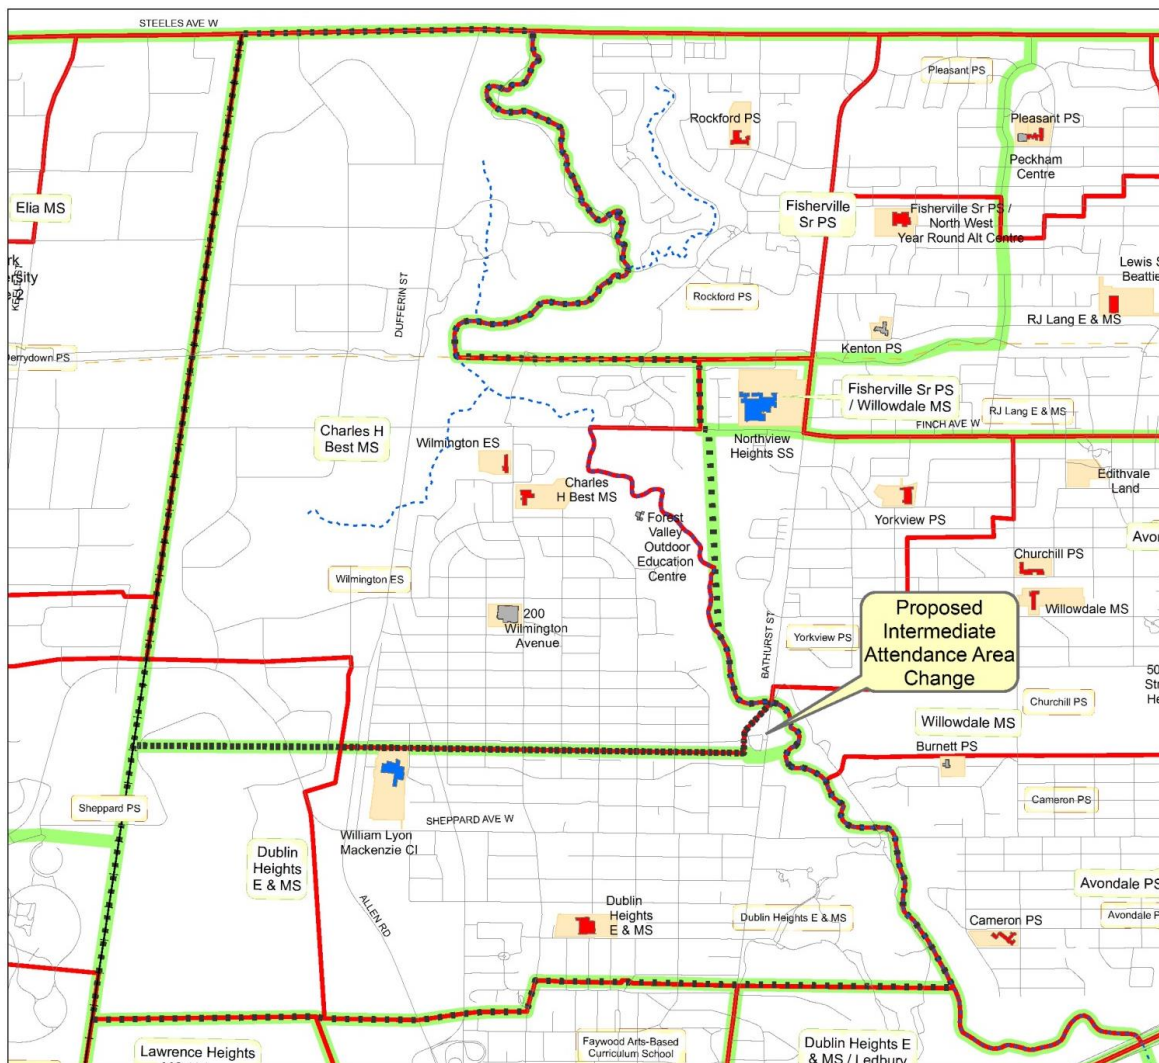 STEELES AVE W
Pleasant PS
Rockford PS
Pleasant PS
Peckham
Centre
Elia MS
Fisherville
Sr PS
Fisherville Sr PS /
North West
Year Round Alt Centre
DUFFERIN ST
Lewis S
Beattie
Rockford PS
RJ Lang E & MS
Kenton PS
Fisherville Sr PS
/ Willowdale MS
RJ Lang E & MS
FINCH AVE W
Charles H
Best MS
Wilmington ES
Northview
Heights SS
Edithvale
Land
Charles
H Best MS
Yorkview PS
Forest
Valley
Outdoor
Education
Centre
Churchill PS
Wilmington ES
Willowdale MS
200
Wilmington
Avenue
Proposed
Intermediate
Attendance Area
Change
BATHURST ST
Yorkview PS
Churchill PS
Willowdale MS
Burnett PS
Sheppard PS
Cameron PS
SHEPPARD AVE W
William Lyon
Mackenzie CI
Dublin
Heights
E & MS
ALLEN RD
Dublin
Heights
E & MS
Dublin Heights E & MS
Avondale PS
Cameron PS
Lawrence Heights
Faywood Arts-Based
Curriculum School
Dublin Heights E
& MS / Ledbury